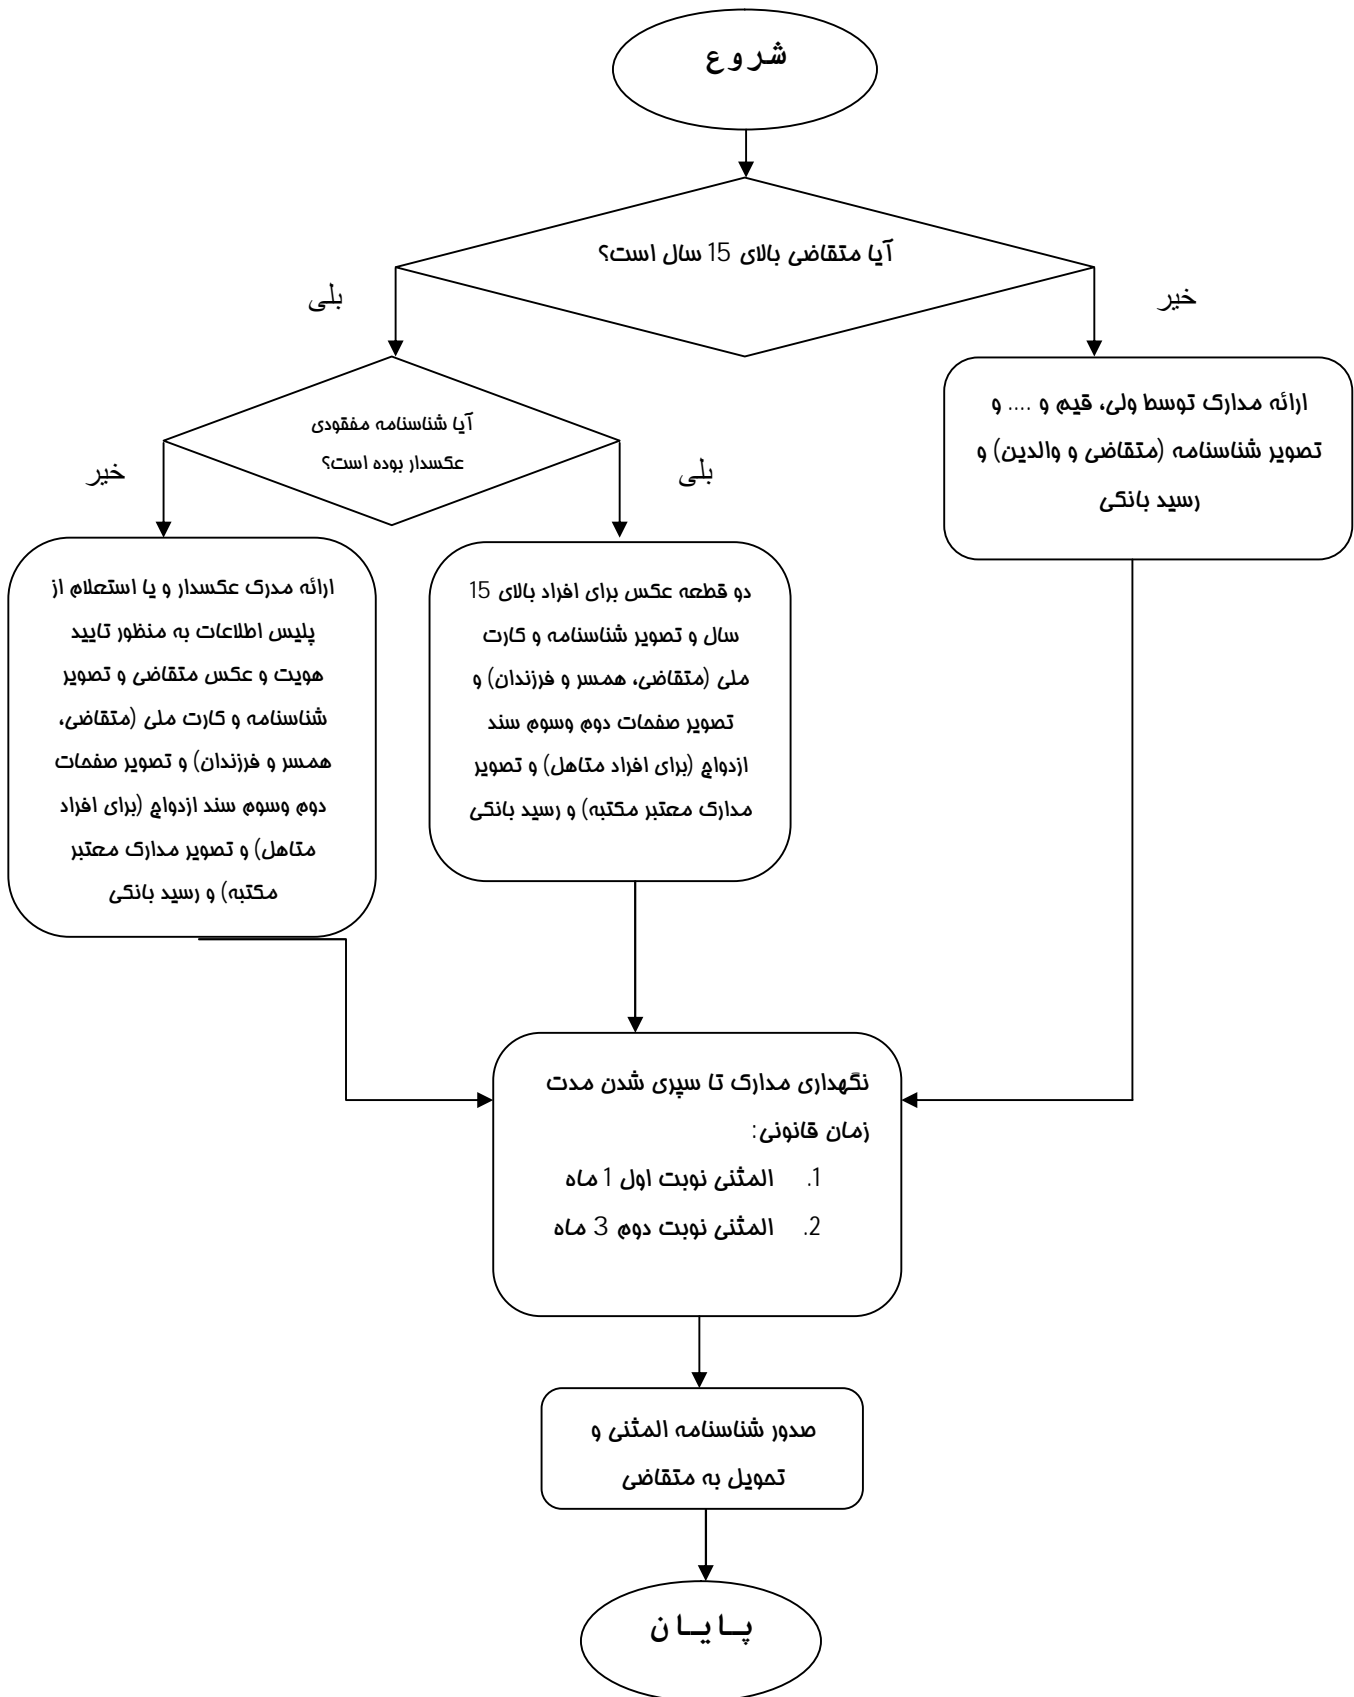 شروع
آیا متقاضی بالای 15 سال است؟
بلی
خیر
ارائه مدارک توسط ولی، قیم و .... و
تصویر شناسنامه (متقاضی و والدین) و
رسید بانکی
آیا شناسنامه مفقودی
عکسدار بوده است؟
خیر
بلی
ارائه مدرک عکسدار و یا استعلام از
پلیس اطلاعات به منظور تایید
هویت و عکس متقاضی و تصویر
شناسنامه و کارت ملی (متقاضی،
همسر و فرزندان) و تصویر صفحات
دوم وسوم سند ازدواج (برای افراد
متاهل) و تصویر مدارک معتبر
مکتبه) و رسید بانکی
دو قطعه عکس برای افراد بالای 15
سال و تصویر شناسنامه و کارت
ملی (متقاضی، همسر و فرزندان) و
تصویر صفحات دوم وسوم سند
ازدواج (برای افراد متاهل) و تصویر
مدارک معتبر مکتبه) و رسید بانکی
نگهداری مدارک تا سپری شدن مدت
زمان قانونی:
1. المثنی نوبت اول 1 ماه
2. المثنی نوبت دوم 3 ماه
صدور شناسنامه المثنی و
تحویل به متقاضی
پایان